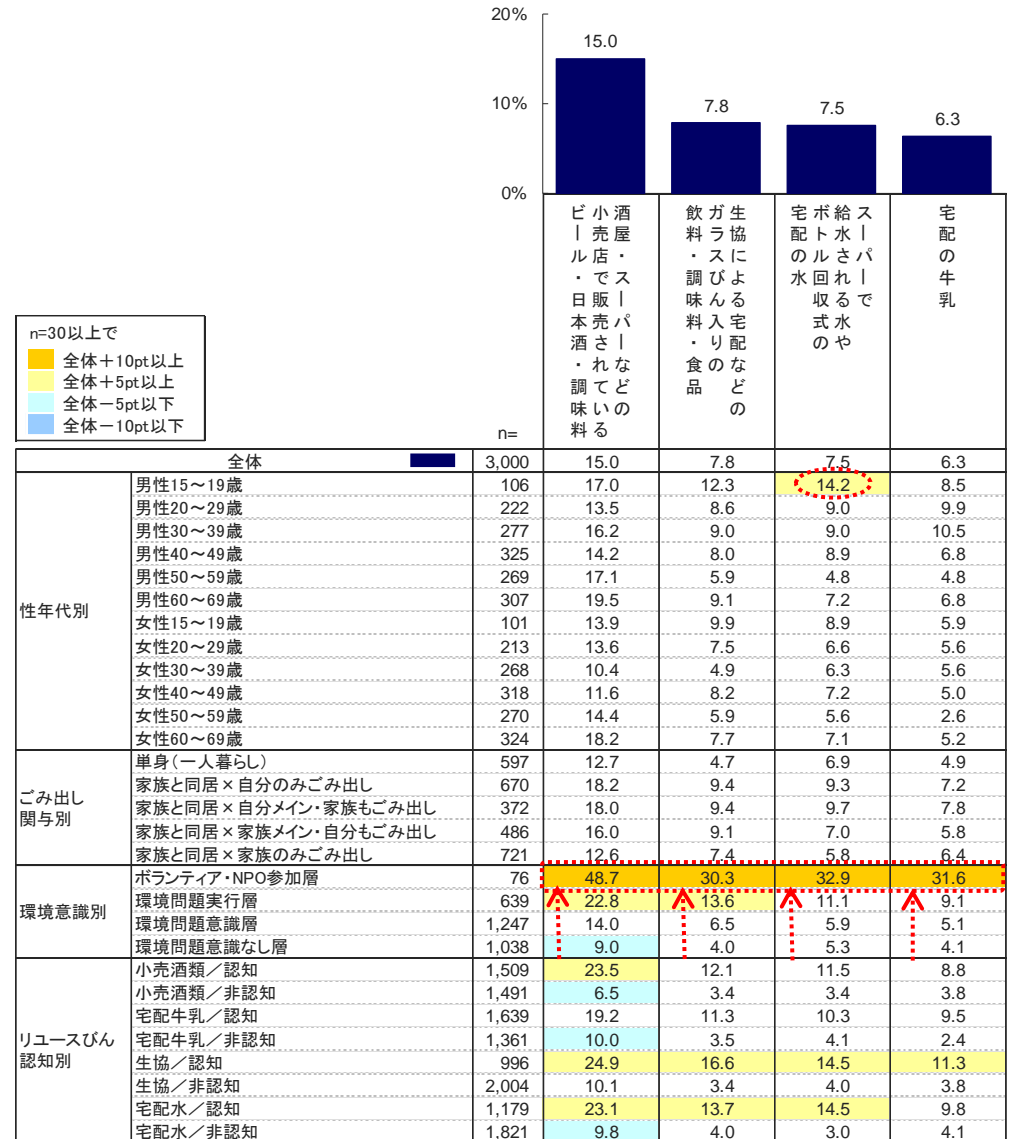 20%
15.0
10%
7.8
7.5
6.3
0%
酒屋・スーパーなどの
小売店で販売されている
ビール・日本酒・調味料
生協による宅配などの
ガラスびん入りの
飲料・調味料・食品
スーパーで
給水される水や
ボトル回収式の
宅配の水
宅配の牛乳
n=30以上で
全体+10pt以上
全体+5pt以上
全体-5pt以下
全体-10pt以下
n=
全体 3,000 15.0 7.8 7.5 6.3
性年代別
男性15~19歳 106 17.0 12.3 14.2 8.5
男性20~29歳 222 13.5 8.6 9.0 9.9
男性30~39歳 277 16.2 9.0 9.0 10.5
男性40~49歳 325 14.2 8.0 8.9 6.8
男性50~59歳 269 17.1 5.9 4.8 4.8
男性60~69歳 307 19.5 9.1 7.2 6.8
女性15~19歳 101 13.9 9.9 8.9 5.9
女性20~29歳 213 13.6 7.5 6.6 5.6
女性30~39歳 268 10.4 4.9 6.3 5.6
女性40~49歳 318 11.6 8.2 7.2 5.0
女性50~59歳 270 14.4 5.9 5.6 2.6
女性60~69歳 324 18.2 7.7 7.1 5.2
ごみ出し
関与別
単身(一人暮らし) 597 12.7 4.7 6.9 4.9
家族と同居×自分のみごみ出し 670 18.2 9.4 9.3 7.2
家族と同居×自分メイン・家族もごみ出し 372 18.0 9.4 9.7 7.8
家族と同居×家族メイン・自分もごみ出し 486 16.0 9.1 7.0 5.8
家族と同居×家族のみごみ出し 721 12.6 7.4 5.8 6.4
環境意識別
ボランティア・NPO参加層 76 48.7 30.3 32.9 31.6
環境問題実行層 639 22.8 13.6 11.1 9.1
環境問題意識層 1,247 14.0 6.5 5.9 5.1
環境問題意識なし層 1,038 9.0 4.0 5.3 4.1
リユースびん
認知別
小売酒類/認知 1,509 23.5 12.1 11.5 8.8
小売酒類/非認知 1,491 6.5 3.4 3.4 3.8
宅配牛乳/認知 1,639 19.2 11.3 10.3 9.5
宅配牛乳/非認知 1,361 10.0 3.5 4.1 2.4
生協/認知 996 24.9 16.6 14.5 11.3
生協/非認知 2,004 10.1 3.4 4.0 3.8
宅配水/認知 1,179 23.1 13.7 14.5 9.8
宅配水/非認知 1,821 9.8 4.0 3.0 4.1